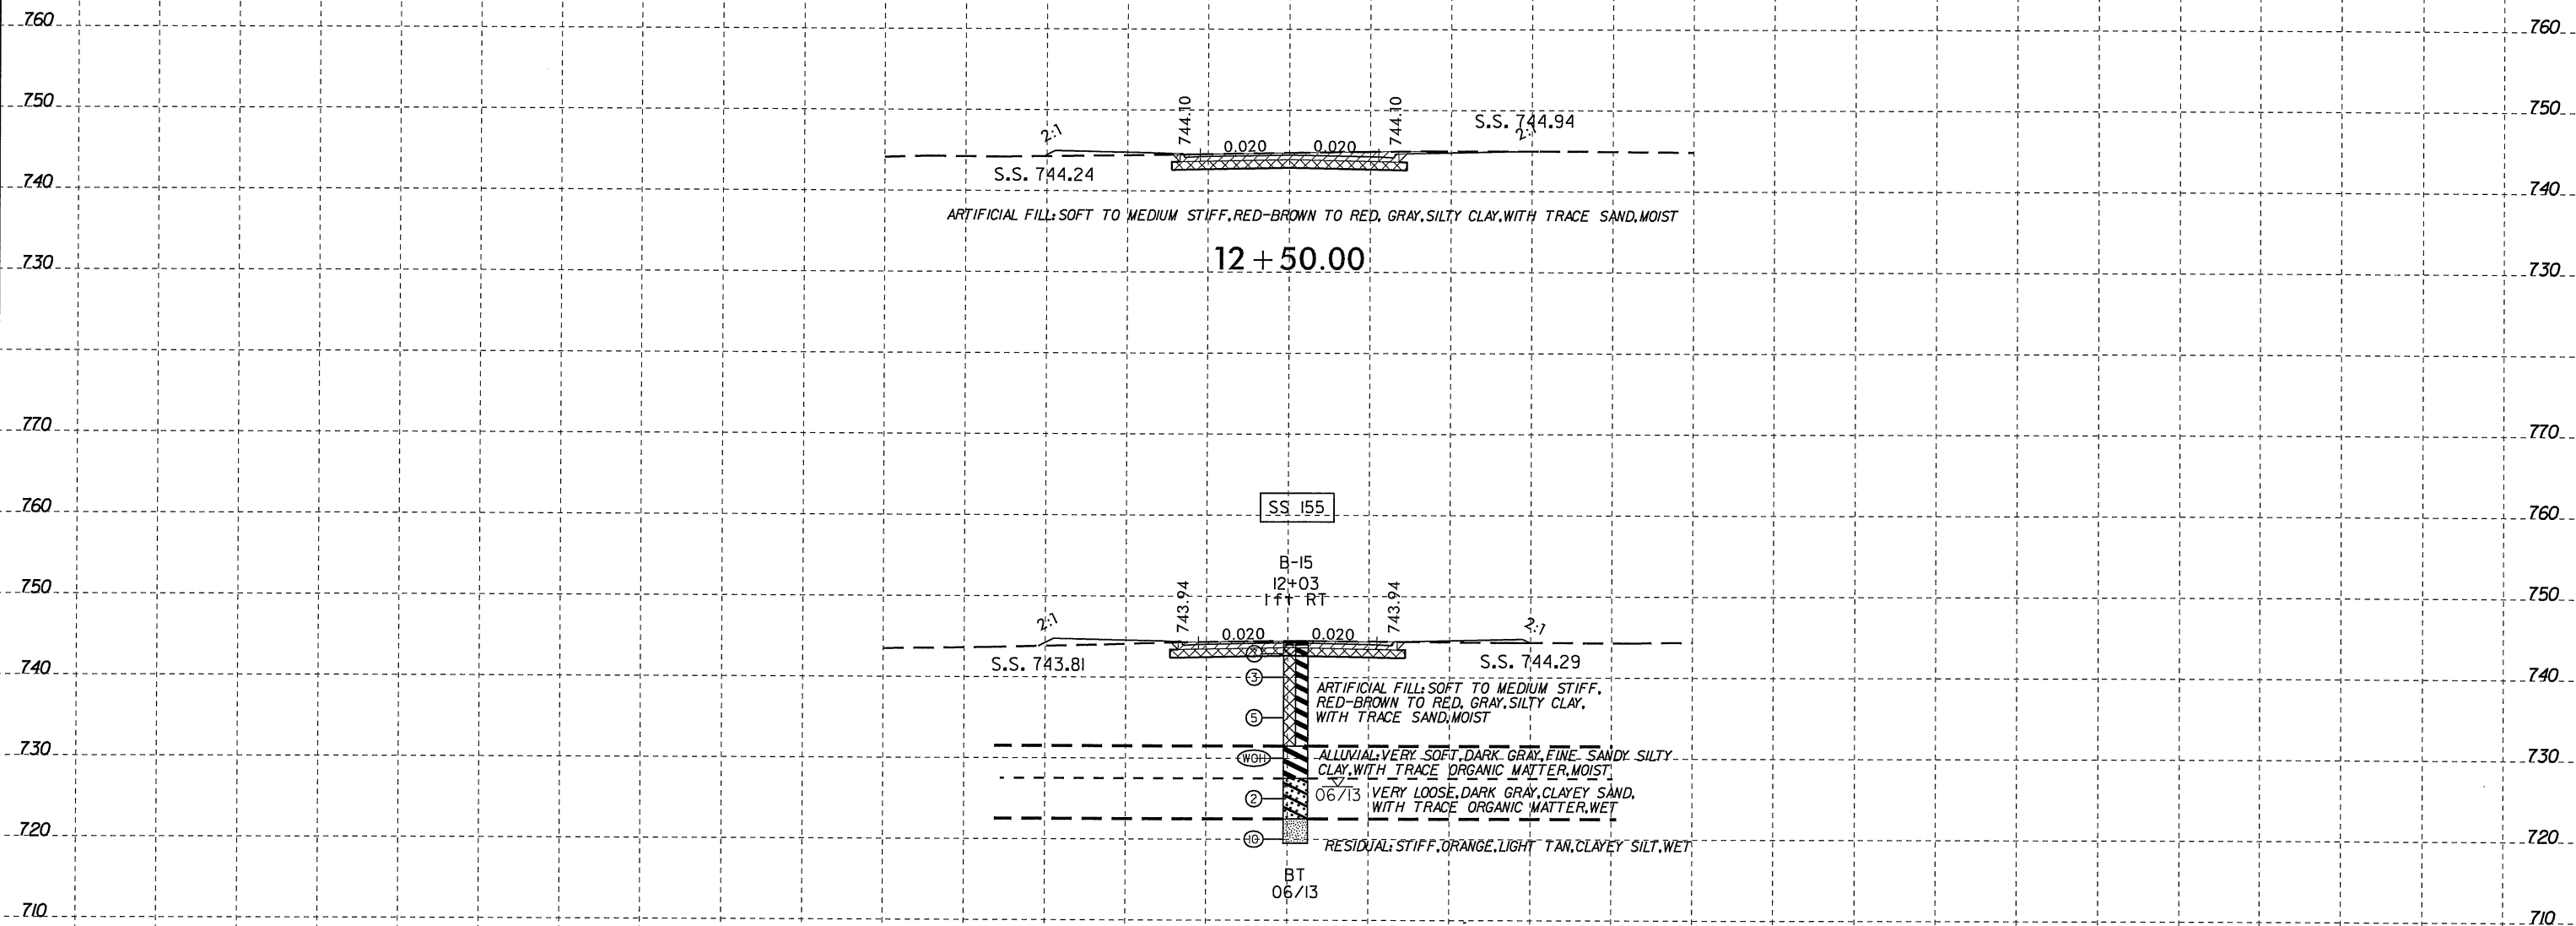 760 760
750 750
744.10 744.10
S.S. 744.94
2:1 0.020 0.020 2:1
S.S. 744.24
740 740
ARTIFICIAL FILL: SOFT TO MEDIUM STIFF, RED-BROWN TO RED, GRAY, SILTY CLAY, WITH TRACE SAND, MOIST
12+50.00
730 730
770 770
760 760
SS 155
B-15
12+03
1 ft RT
750 750
743.94 743.94
2:1 0.020 0.020 2:1
S.S. 743.81 S.S. 744.29
740 740
3
ARTIFICIAL FILL: SOFT TO MEDIUM STIFF,
RED-BROWN TO RED, GRAY, SILTY CLAY,
5 WITH TRACE SAND, MOIST
730 730
WOH ALLUVIAL: VERY SOFT, DARK GRAY, FINE SANDY SILTY
CLAY, WITH TRACE ORGANIC MATTER, MOIST
2 06/13 VERY LOOSE, DARK GRAY, CLAYEY SAND,
WITH TRACE ORGANIC MATTER, WET
720 720
10 RESIDUAL: STIFF, ORANGE, LIGHT TAN, CLAYEY SILT, WET
BT
06/13
710 710